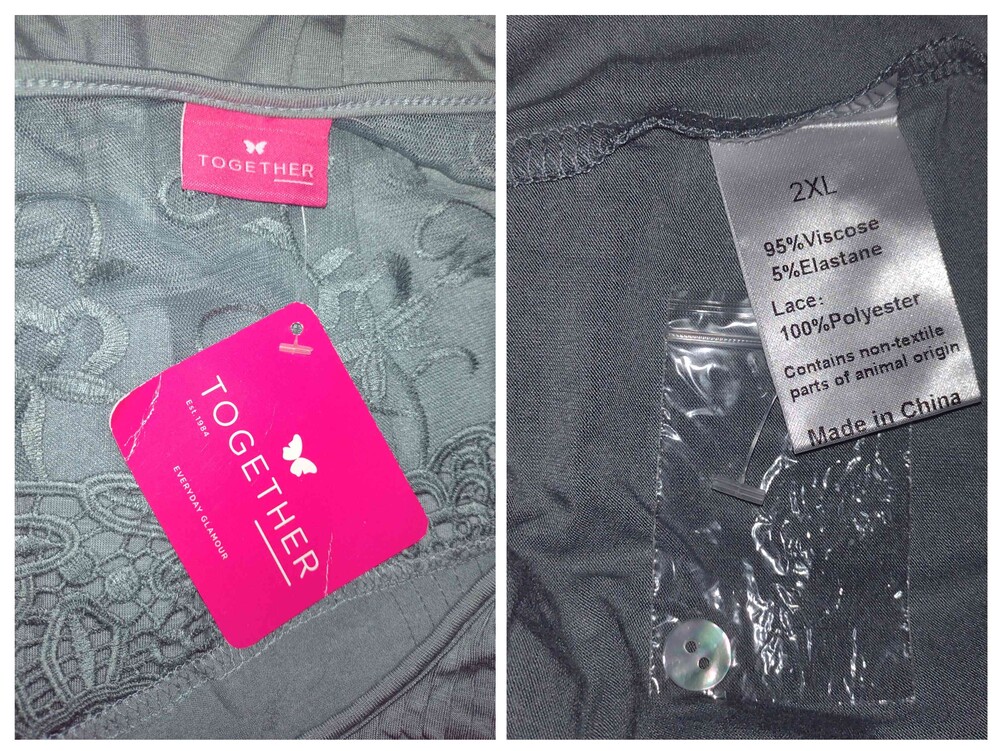 TOGETHER
TOGETHER
Est. 1984
EVERYDAY GLAMOUR
2XL
95%Viscose
5%Elastane
Lace:
100%Polyester
Contains non-textile
parts of animal origin
Made in China